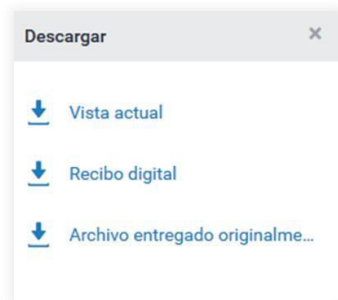 Descargar
Vista actual
Recibo digital
Archivo entregado originalme...